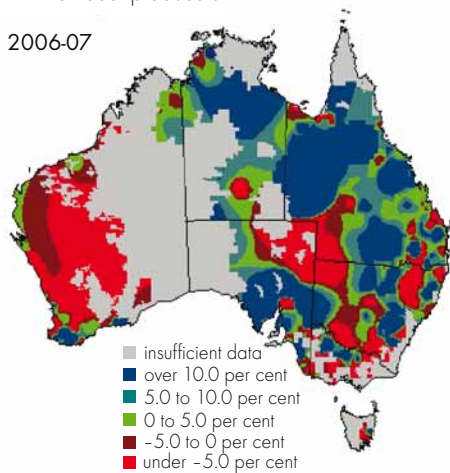 2006-07
insufficient data
over 10.0 per cent
5.0 to 10.0 per cent
0 to 5.0 per cent
–5.0 to 0 per cent
under –5.0 per cent